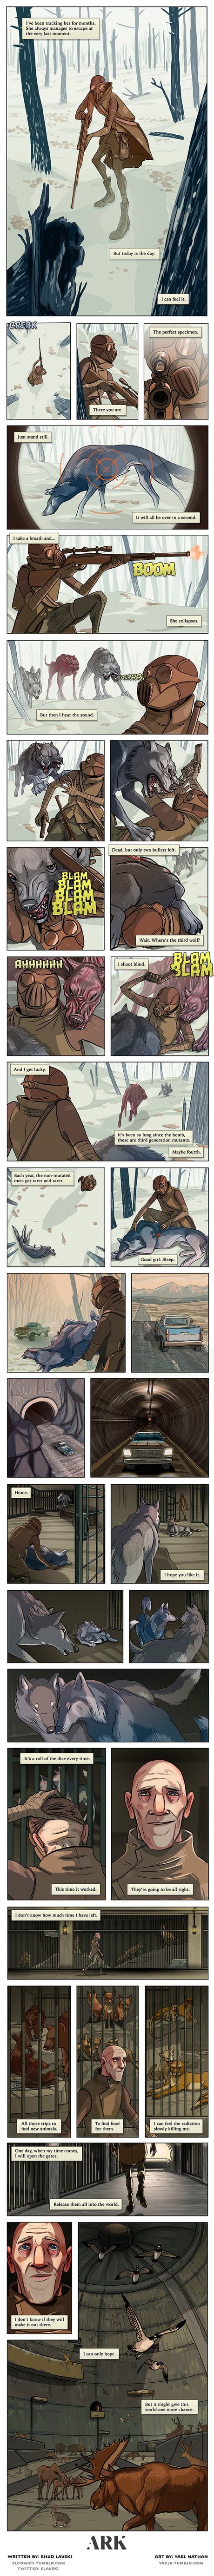 I've been tracking her for months.
She always manages to escape at
the very last moment.
But today is the day.
I can feel it.
CREAK
There you are.
The perfect specimen.
Just stand still.
It will all be over in a second.
I take a breath and...
BOOM
She collapses.
GRRR
But then I hear the sound.
BLAM
BLAM
BLAM
BLAM
Dead, but only two bullets left.
Wait. Where's the third wolf?
AHHHHHH
I shoot blind.
BLAM
BLAM
And I get lucky.
It's been so long since the bomb,
these are third generation mutants.
Maybe fourth.
Each year, the non-mutated
ones get rarer and rarer.
Good girl. Sleep.
Home.
I hope you like it.
It's a roll of the dice every time.
This time it worked.
They're going to be all right.
I don't know how much time I have left.
All those trips to
find new animals.
To find food
for them.
I can feel the radiation
slowly killing me.
One day, when my time comes,
I will open the gates.
Release them all into the world.
I don't know if they will
make it out there.
I can only hope.
But it might give this
world one more chance.
ARK
WRITTEN BY: EHUD LAVSKI
ELCOMICS.TUMBLR.COM
TWITTER: ELAVSKI
ART BY: YAEL NATHAN
YAELN.TUMBLR.COM